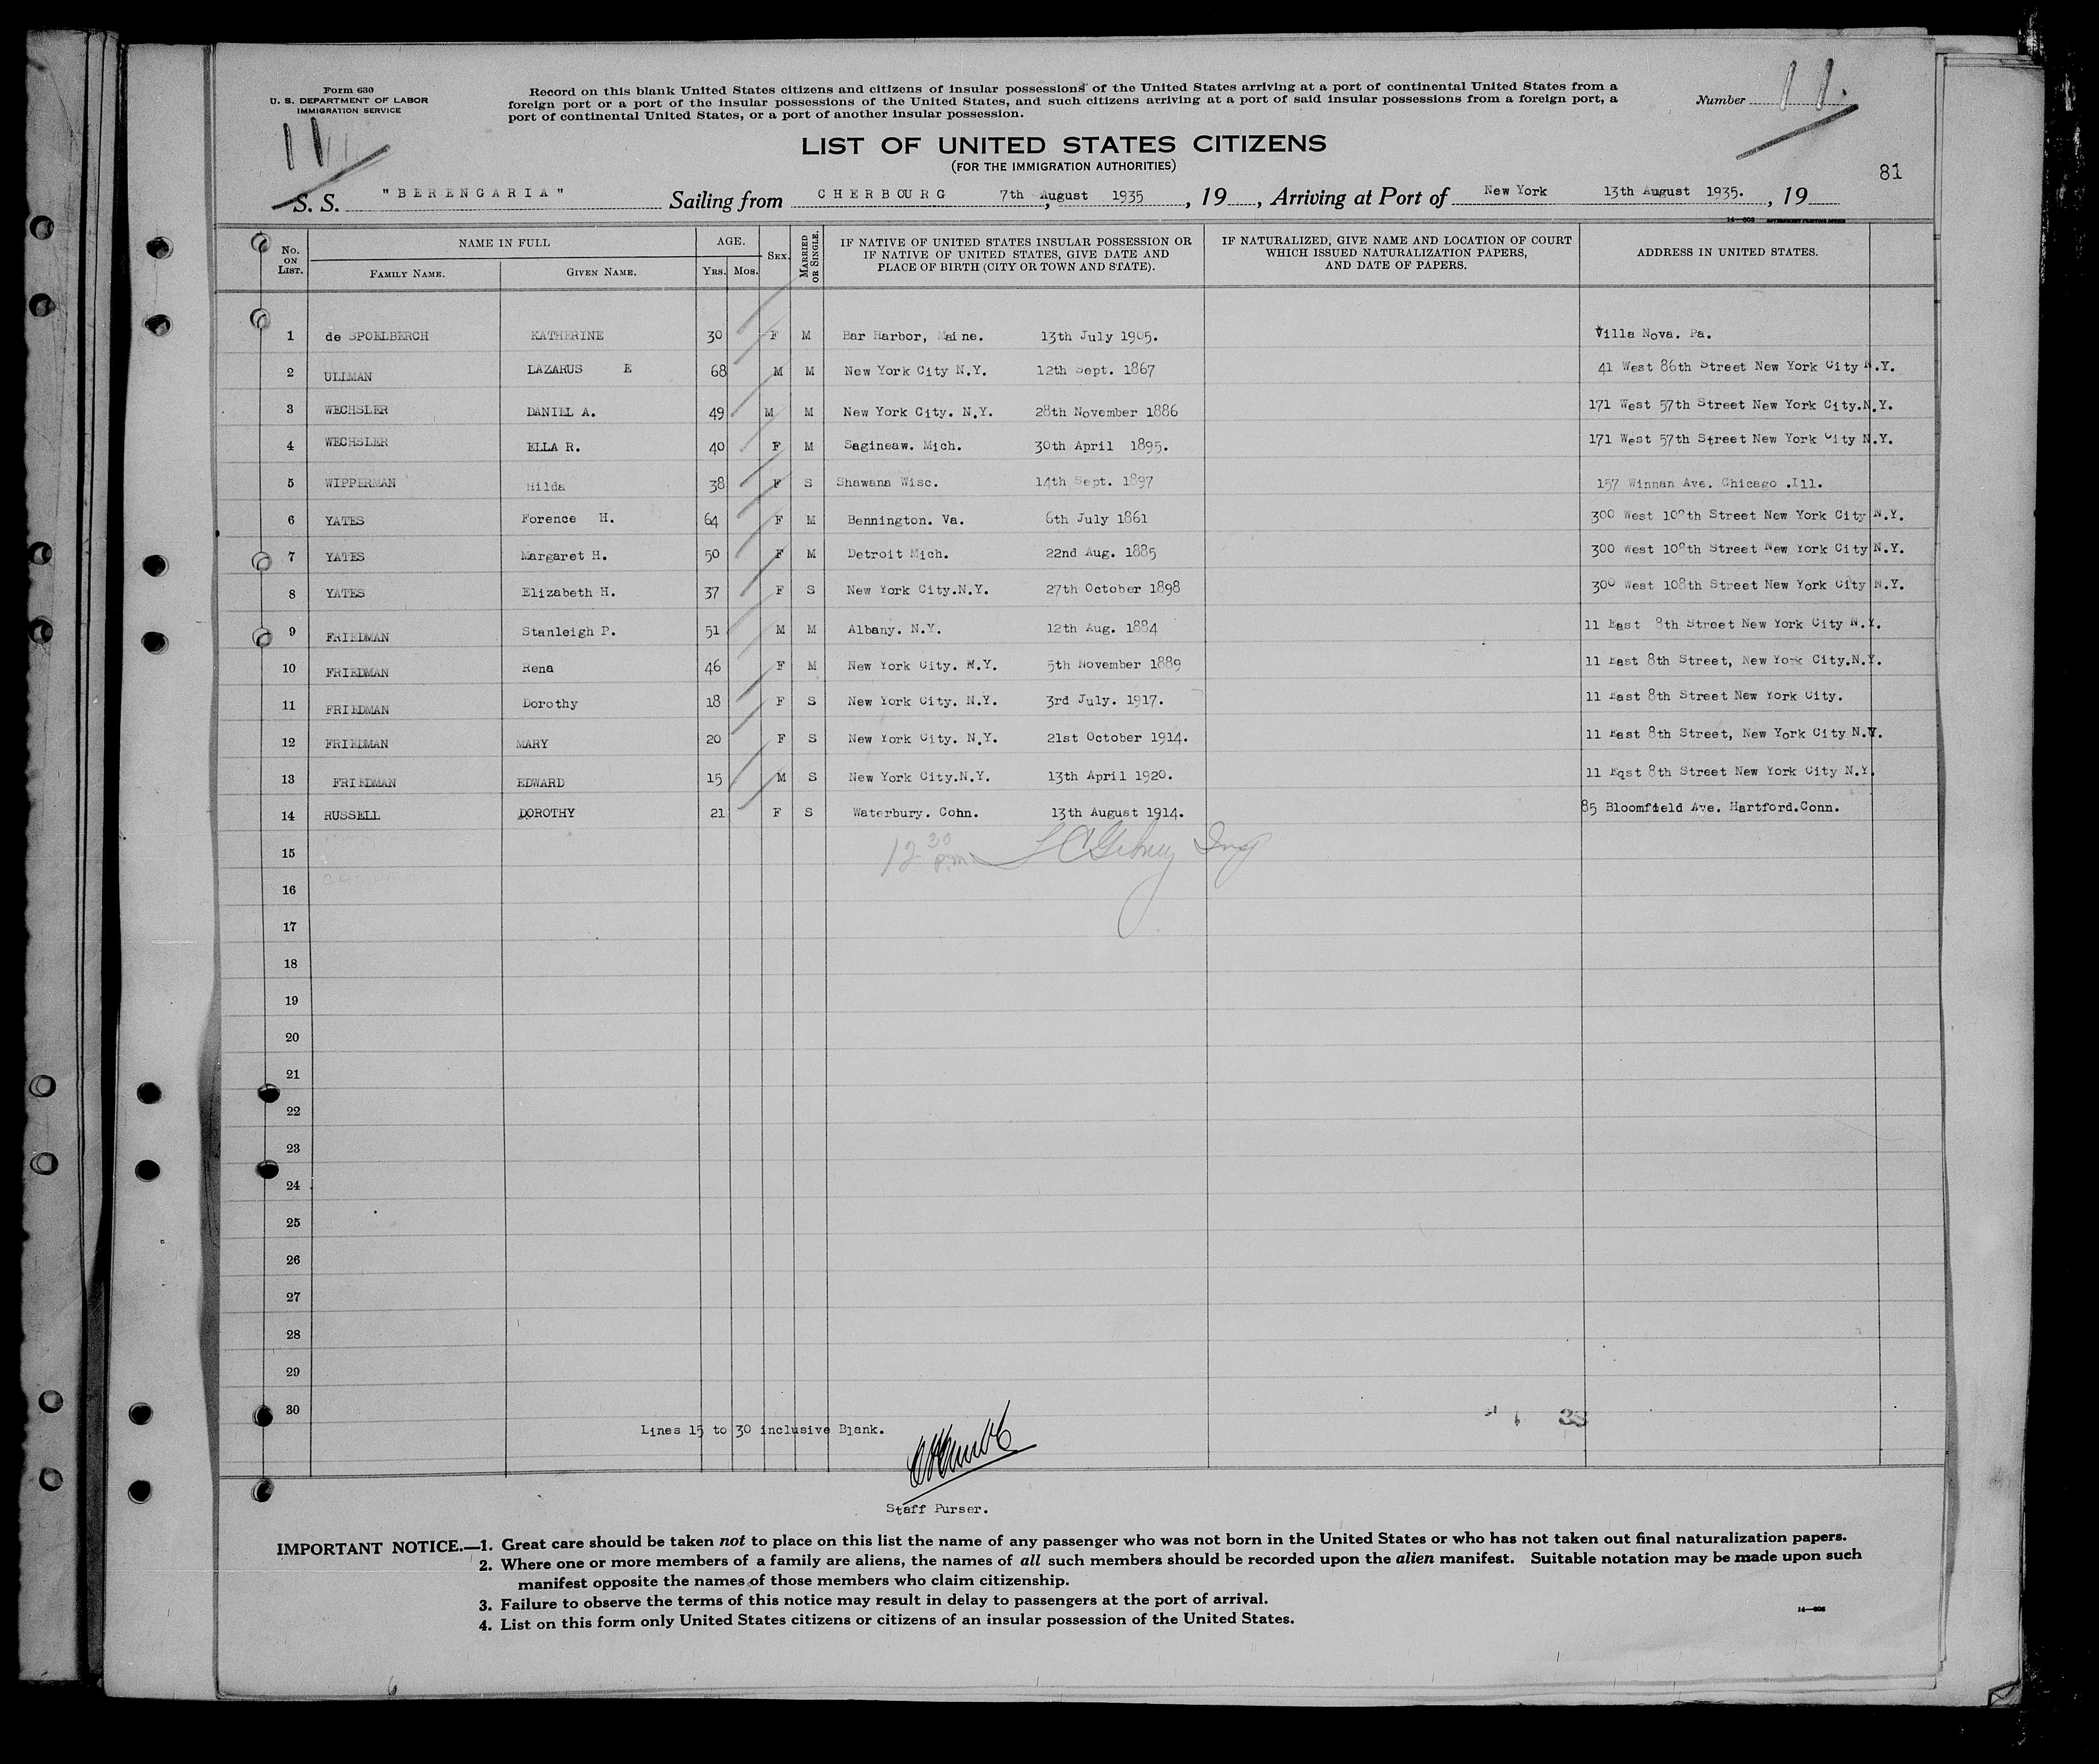 Form 630
U. S. DEPARTMENT OF LABOR
IMMIGRATION SERVICE
Record on this blank United States citizens and citizens of insular possessions of the United States arriving at a port of continental United States from a
foreign port or a port of the insular possessions of the United States, and such citizens arriving at a port of said insular possessions from a foreign port, a
port of continental United States, or a port of another insular possession.
Number 11.
11
LIST OF UNITED STATES CITIZENS
(FOR THE IMMIGRATION AUTHORITIES)
81
S. S. "BERENGARIA" Sailing from CHERBOURG 7th August 1935, 19 , Arriving at Port of New York 13th August 1935. , 19
No. ON LIST. NAME IN FULL FAMILY NAME. GIVEN NAME. AGE. YRS. MOS. SEX. MARRIED OR SINGLE. IF NATIVE OF UNITED STATES INSULAR POSSESSION OR IF NATIVE OF UNITED STATES, GIVE DATE AND PLACE OF BIRTH (CITY OR TOWN AND STATE). IF NATURALIZED, GIVE NAME AND LOCATION OF COURT WHICH ISSUED NATURALIZATION PAPERS, AND DATE OF PAPERS. ADDRESS IN UNITED STATES.
1 de SPOELBERCH KATHERINE 30 F M Bar Harbor, Maine. 13th July 1905. Villa Nova. Pa.
2 ULLMAN LAZARUS E 68 M M New York City N.Y. 12th Sept. 1867 41 West 86th Street New York City N.Y.
3 WECHSLER DANIEL A. 49 M M New York City. N.Y. 28th November 1886 171 West 57th Street New York City.N.Y.
4 WECHSLER ELLA R. 40 F M Sagineaw. Mich. 30th April 1895. 171 West 57th Street New York City N.Y.
5 WIPPERMAN Hilda 38 F S Shawana Wisc. 14th Sept. 1897 157 Winnan Ave. Chicago .Ill.
6 YATES Forence H. 64 F M Bennington. Va. 6th July 1861 300 West 108th Street New York City N.Y.
7 YATES Margaret H. 50 F M Detroit Mich. 22nd Aug. 1885 300 West 108th Street New York City N.Y.
8 YATES Elizabeth H. 37 F S New York City.N.Y. 27th October 1898 300 West 108th Street New York City N.Y.
9 FRIEDMAN Stanleigh P. 51 M M Albany. N.Y. 12th Aug. 1884 11 East 8th Street New York City N.Y.
10 FRIEDMAN Rena 46 F M New York City. N.Y. 5th November 1889 11 East 8th Street, New York City.N.Y.
11 FRIEDMAN Dorothy 18 F S New York City. N.Y. 3rd July. 1917. 11 East 8th Street New York City.
12 FRIEDMAN MARY 20 F S New York City. N.Y. 21st October 1914. 11 East 8th Street, New York City N.Y.
13 FRIEDMAN EDWARD 15 M S New York City.N.Y. 13th April 1920. 11 Eqst 8th Street New York City N.Y.
14 RUSSELL DOROTHY 21 F S Waterbury. Cohn. 13th August 1914. 85 Bloomfield Ave. Hartford.Conn.
15 12 30 P.m.
16
17
18
19
20
21
22
23
24
25
26
27
28
29
30
Lines 15 to 30 inclusive Blank.
Staff Purser.
IMPORTANT NOTICE.—1. Great care should be taken not to place on this list the name of any passenger who was not born in the United States or who has not taken out final naturalization papers.
2. Where one or more members of a family are aliens, the names of all such members should be recorded upon the alien manifest. Suitable notation may be made upon such
manifest opposite the names of those members who claim citizenship.
3. Failure to observe the terms of this notice may result in delay to passengers at the port of arrival.
4. List on this form only United States citizens or citizens of an insular possession of the United States.